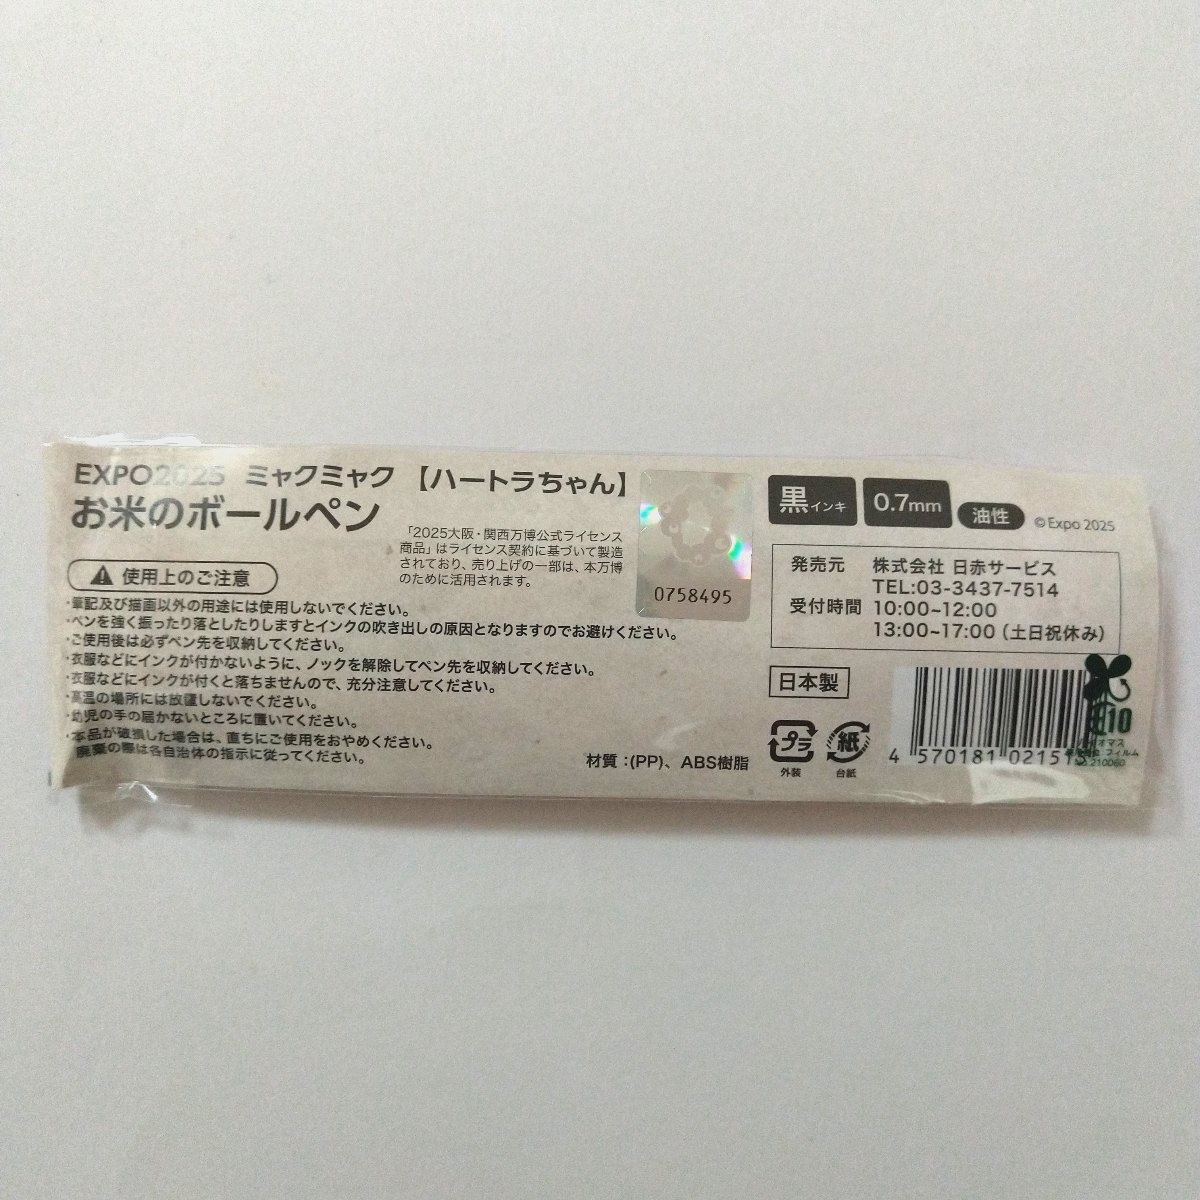 EXPO2025 ミャクミャク 【ハートラちゃん】
お米のボールペン
「2025大阪・関西万博公式ライセンス
商品」はライセンス契約に基づいて製造
されており、売り上げの一部は、本万博
のために活用されます。
使用上のご注意
・筆記及び描画以外の用途には使用しないでください。
・ペンを強く振ったり落としたりしますとインクの吹き出しの原因となりますのでお避けください。
・ご使用後は必ずペン先を収納してください。
・衣服などにインクが付かないように、ノックを解除してペン先を収納してください。
・衣服などにインクが付くと落ちませんので、充分注意してください。
・高温の場所には放置しないでください。
・幼児の手の届かないところに置いてください。
・本品が破損した場合は、直ちにご使用をおやめください。
廃棄の際は各自治体の指示に従ってください。
材質:(PP)、ABS樹脂
0758495
黒インキ
0.7mm
油性
©Expo 2025
発売元 株式会社 日赤サービス
TEL:03-3437-7514
受付時間 10:00~12:00
13:00~17:00(土日祝休み)
日本製
プラ
外装
紙
台紙
4 570181 02151
10
フィルム
210060